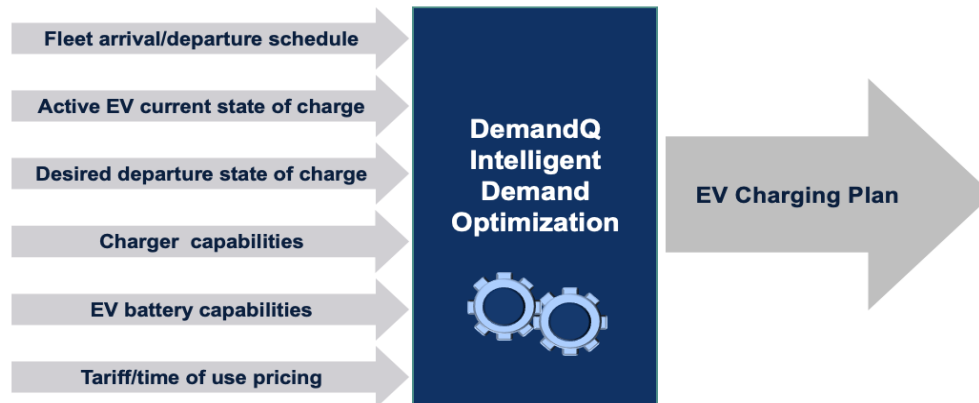 Fleet arrival/departure schedule
Active EV current state of charge
Desired departure state of charge
Charger capabilities
EV battery capabilities
Tariff/time of use pricing
DemandQ
Intelligent
Demand
Optimization
EV Charging Plan